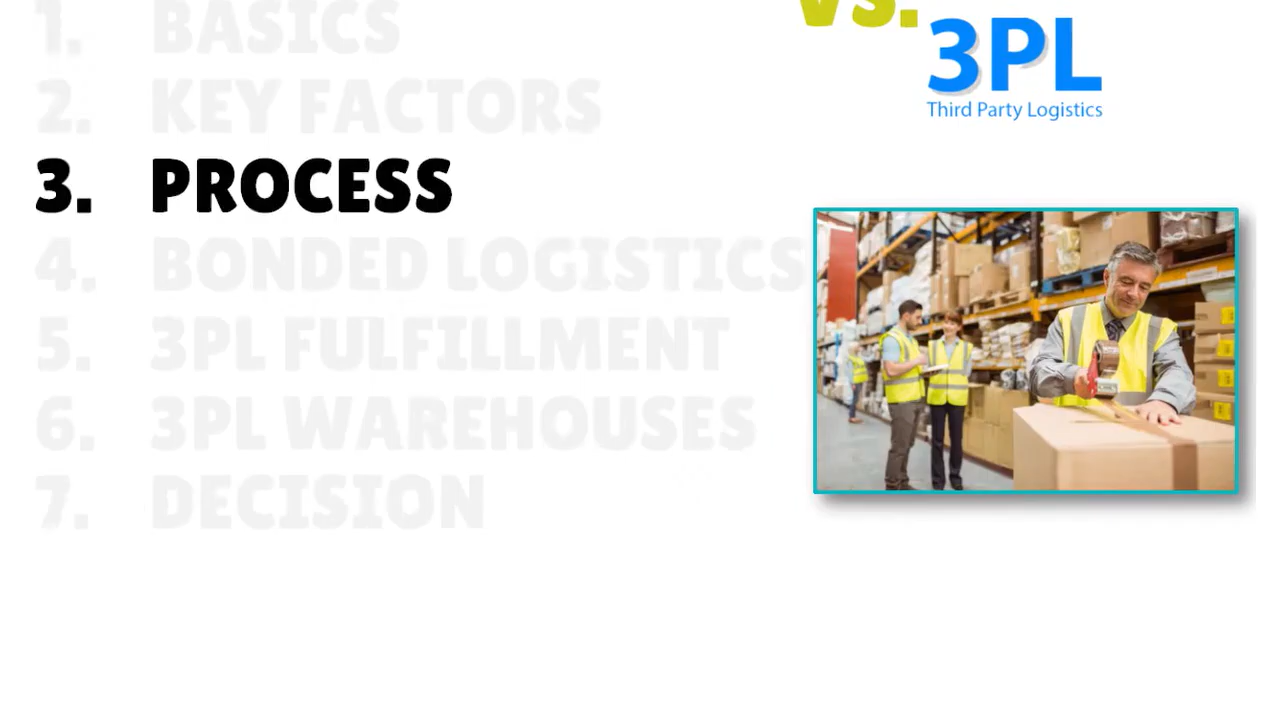 1. BASICS
2. KEY FACTORS
3. PROCESS
4. BONDED LOGISTICS
5. 3PL FULFILLMENT
6. 3PL WAREHOUSES
7. DECISION
vs.
3PL
Third Party Logistics